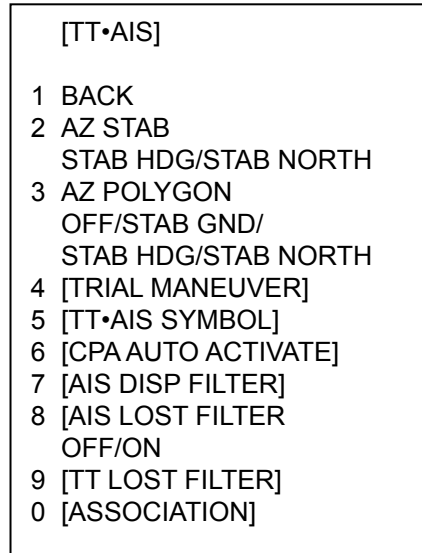 [TT•AIS]
1 BACK
2 AZ STAB
STAB HDG/STAB NORTH
3 AZ POLYGON
OFF/STAB GND/
STAB HDG/STAB NORTH
4 [TRIAL MANEUVER]
5 [TT•AIS SYMBOL]
6 [CPA AUTO ACTIVATE]
7 [AIS DISP FILTER]
8 [AIS LOST FILTER
OFF/ON
9 [TT LOST FILTER]
0 [ASSOCIATION]